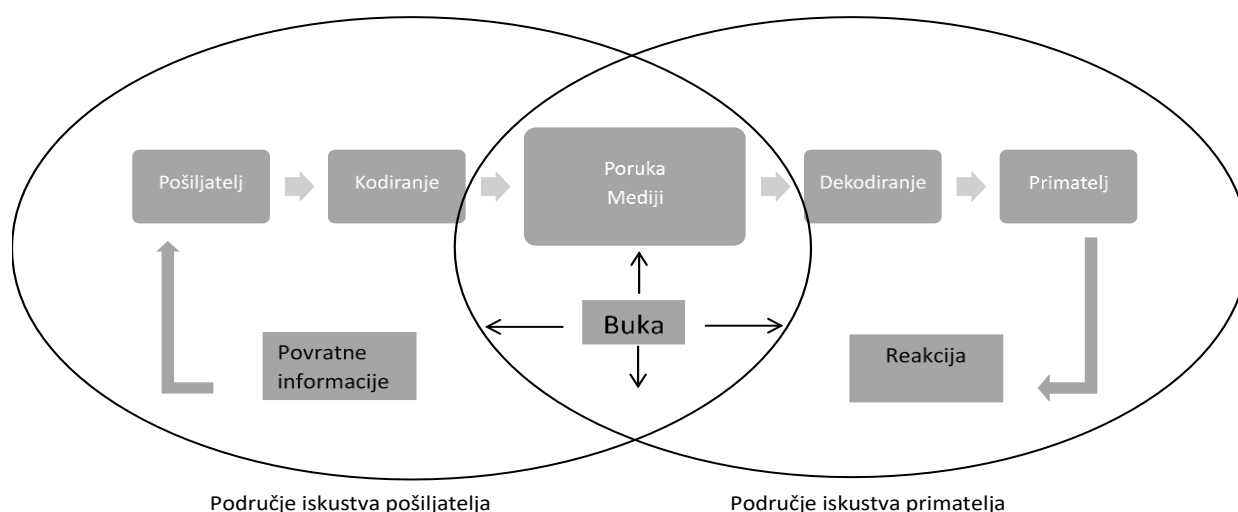 Pošiljatelj
Kodiranje
Poruka
Mediji
Dekodiranje
Primatelj
Buka
Povratne
informacije
Reakcija
Područje iskustva pošiljatelja
Područje iskustva primatelja